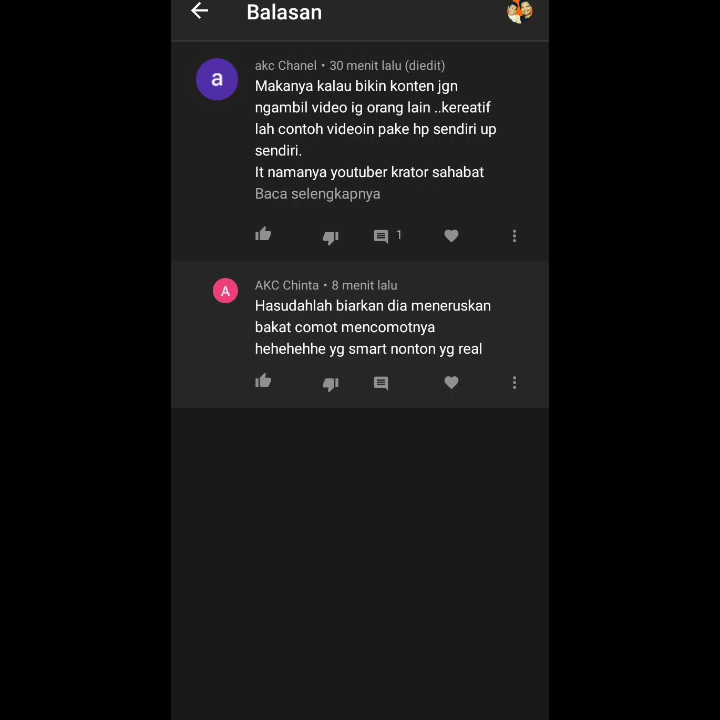 Balasan
akc Chanel • 30 menit lalu (diedit)
a
Makanya kalau bikin konten jgn
ngambil video ig orang lain ..kereatif
lah contoh videoin pake hp sendiri up
sendiri.
It namanya youtuber krator sahabat
Baca selengkapnya
1
AKC Chinta • 8 menit lalu
A
Hasudahlah biarkan dia meneruskan
bakat comot mencomotnya
hehehehhe yg smart nonton yg real